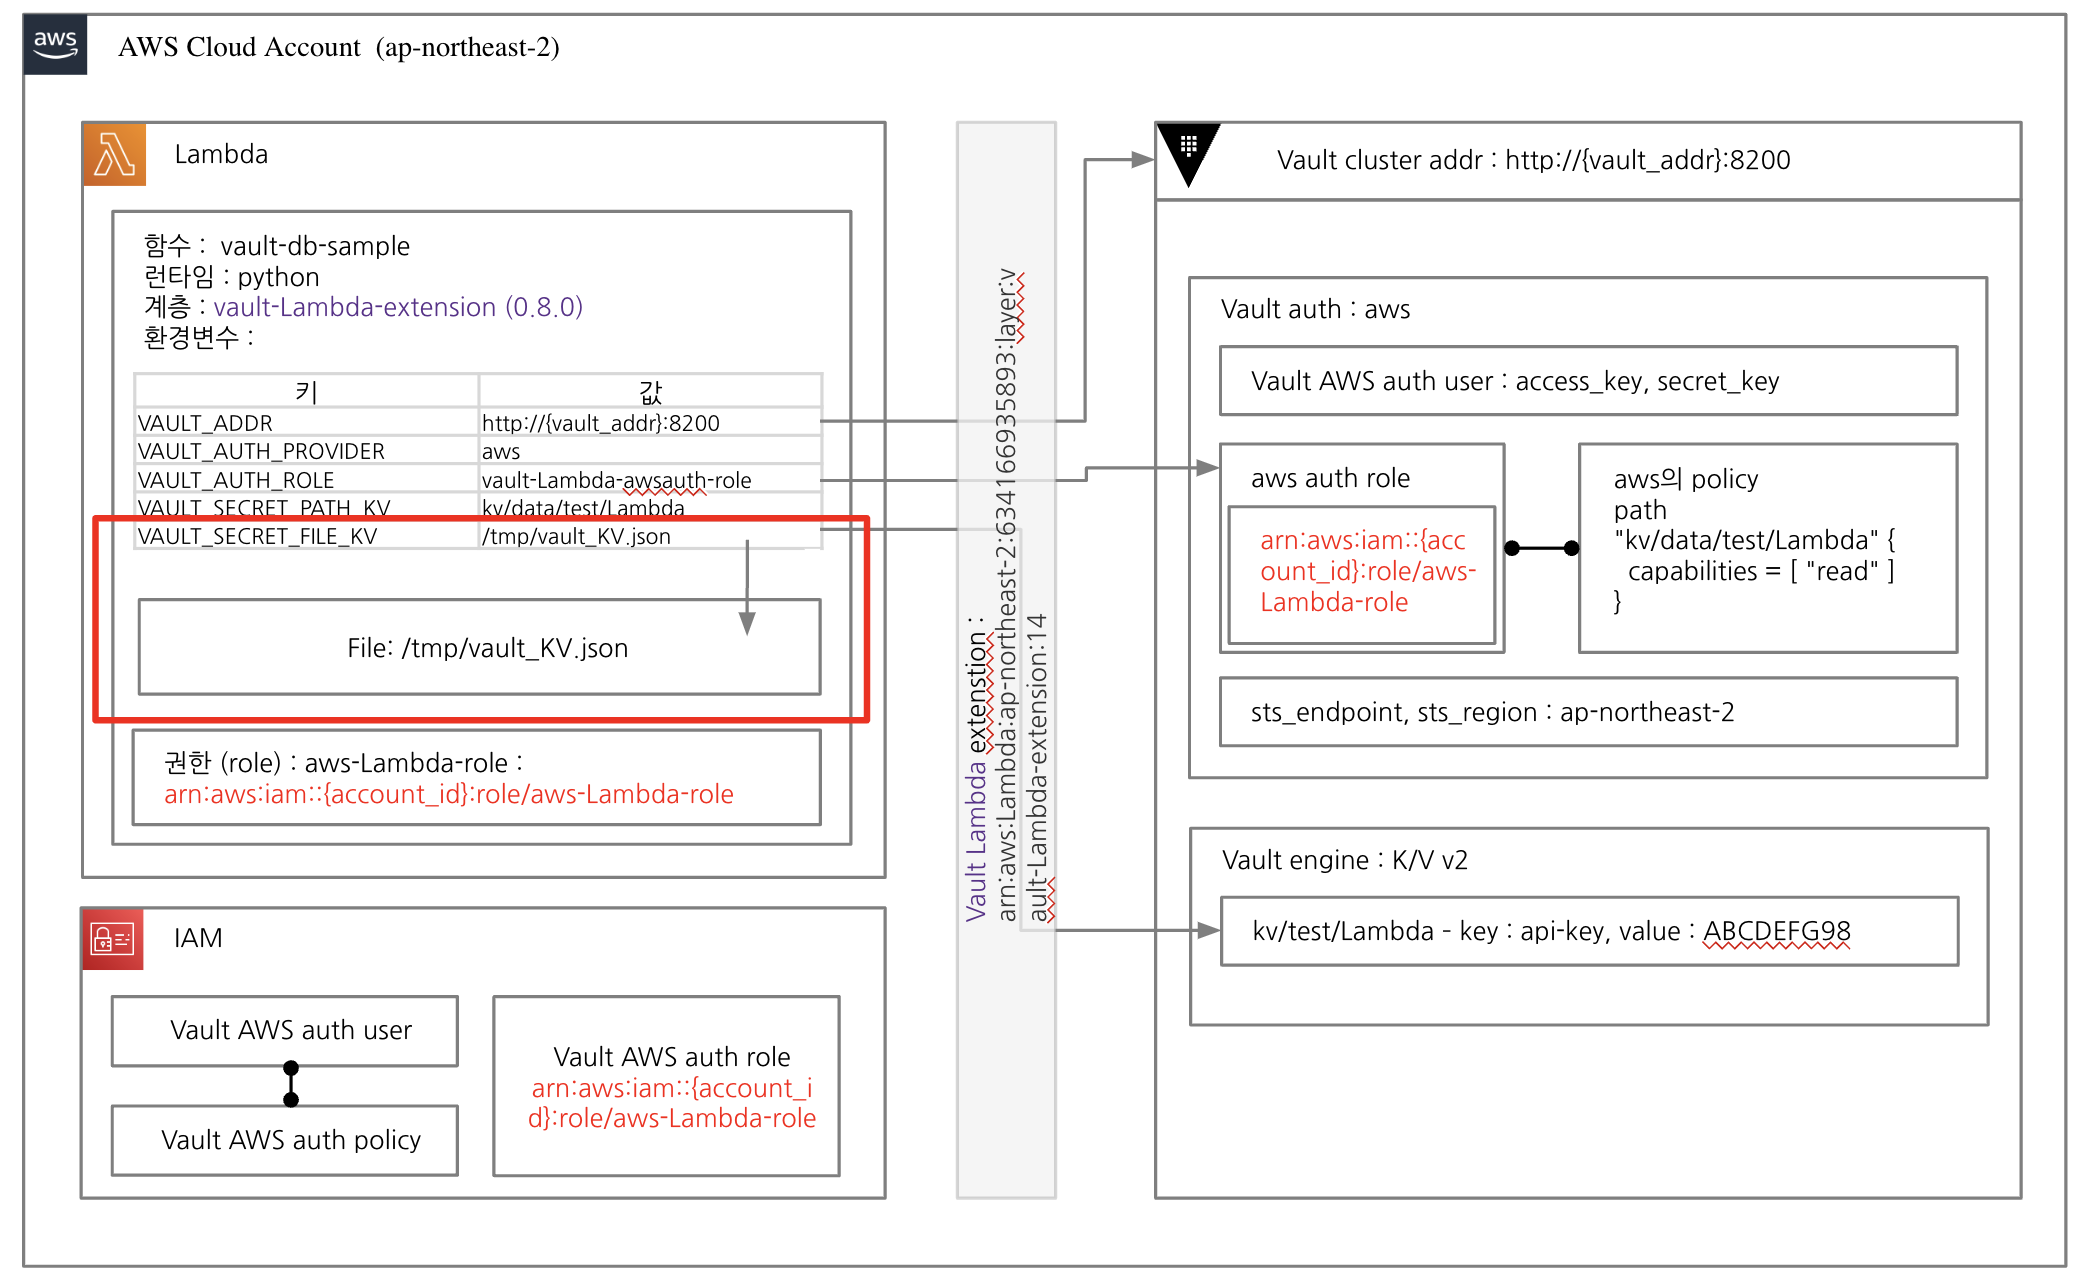 aws
AWS Cloud Account (ap-northeast-2)
Lambda
함수 : vault-db-sample
런타임 : python
계층 : vault-Lambda-extension (0.8.0)
환경변수 :
키 값
VAULT_ADDR http://{vault_addr}:8200
VAULT_AUTH_PROVIDER aws
VAULT_AUTH_ROLE vault-Lambda-awsauth-role
VAULT_SECRET_PATH_KV kv/data/test/Lambda
VAULT_SECRET_FILE_KV /tmp/vault_KV.json
File: /tmp/vault_KV.json
권한 (role) : aws-Lambda-role :
arn:aws:iam::{account_id}:role/aws-Lambda-role
IAM
Vault AWS auth user
Vault AWS auth policy
Vault AWS auth role
arn:aws:iam::{account_i
d}:role/aws-Lambda-role
Vault Lambda extenstion :
arn:aws:Lambda:ap-northeast-2:634166935893:layer:v
ault-Lambda-extension:14
Vault cluster addr : http://{vault_addr}:8200
Vault auth : aws
Vault AWS auth user : access_key, secret_key
aws auth role
arn:aws:iam::{acc
ount_id}:role/aws-
Lambda-role
aws의 policy
path
"kv/data/test/Lambda" {
capabilities = [ "read" ]
}
sts_endpoint, sts_region : ap-northeast-2
Vault engine : K/V v2
kv/test/Lambda - key : api-key, value : ABCDEFG98